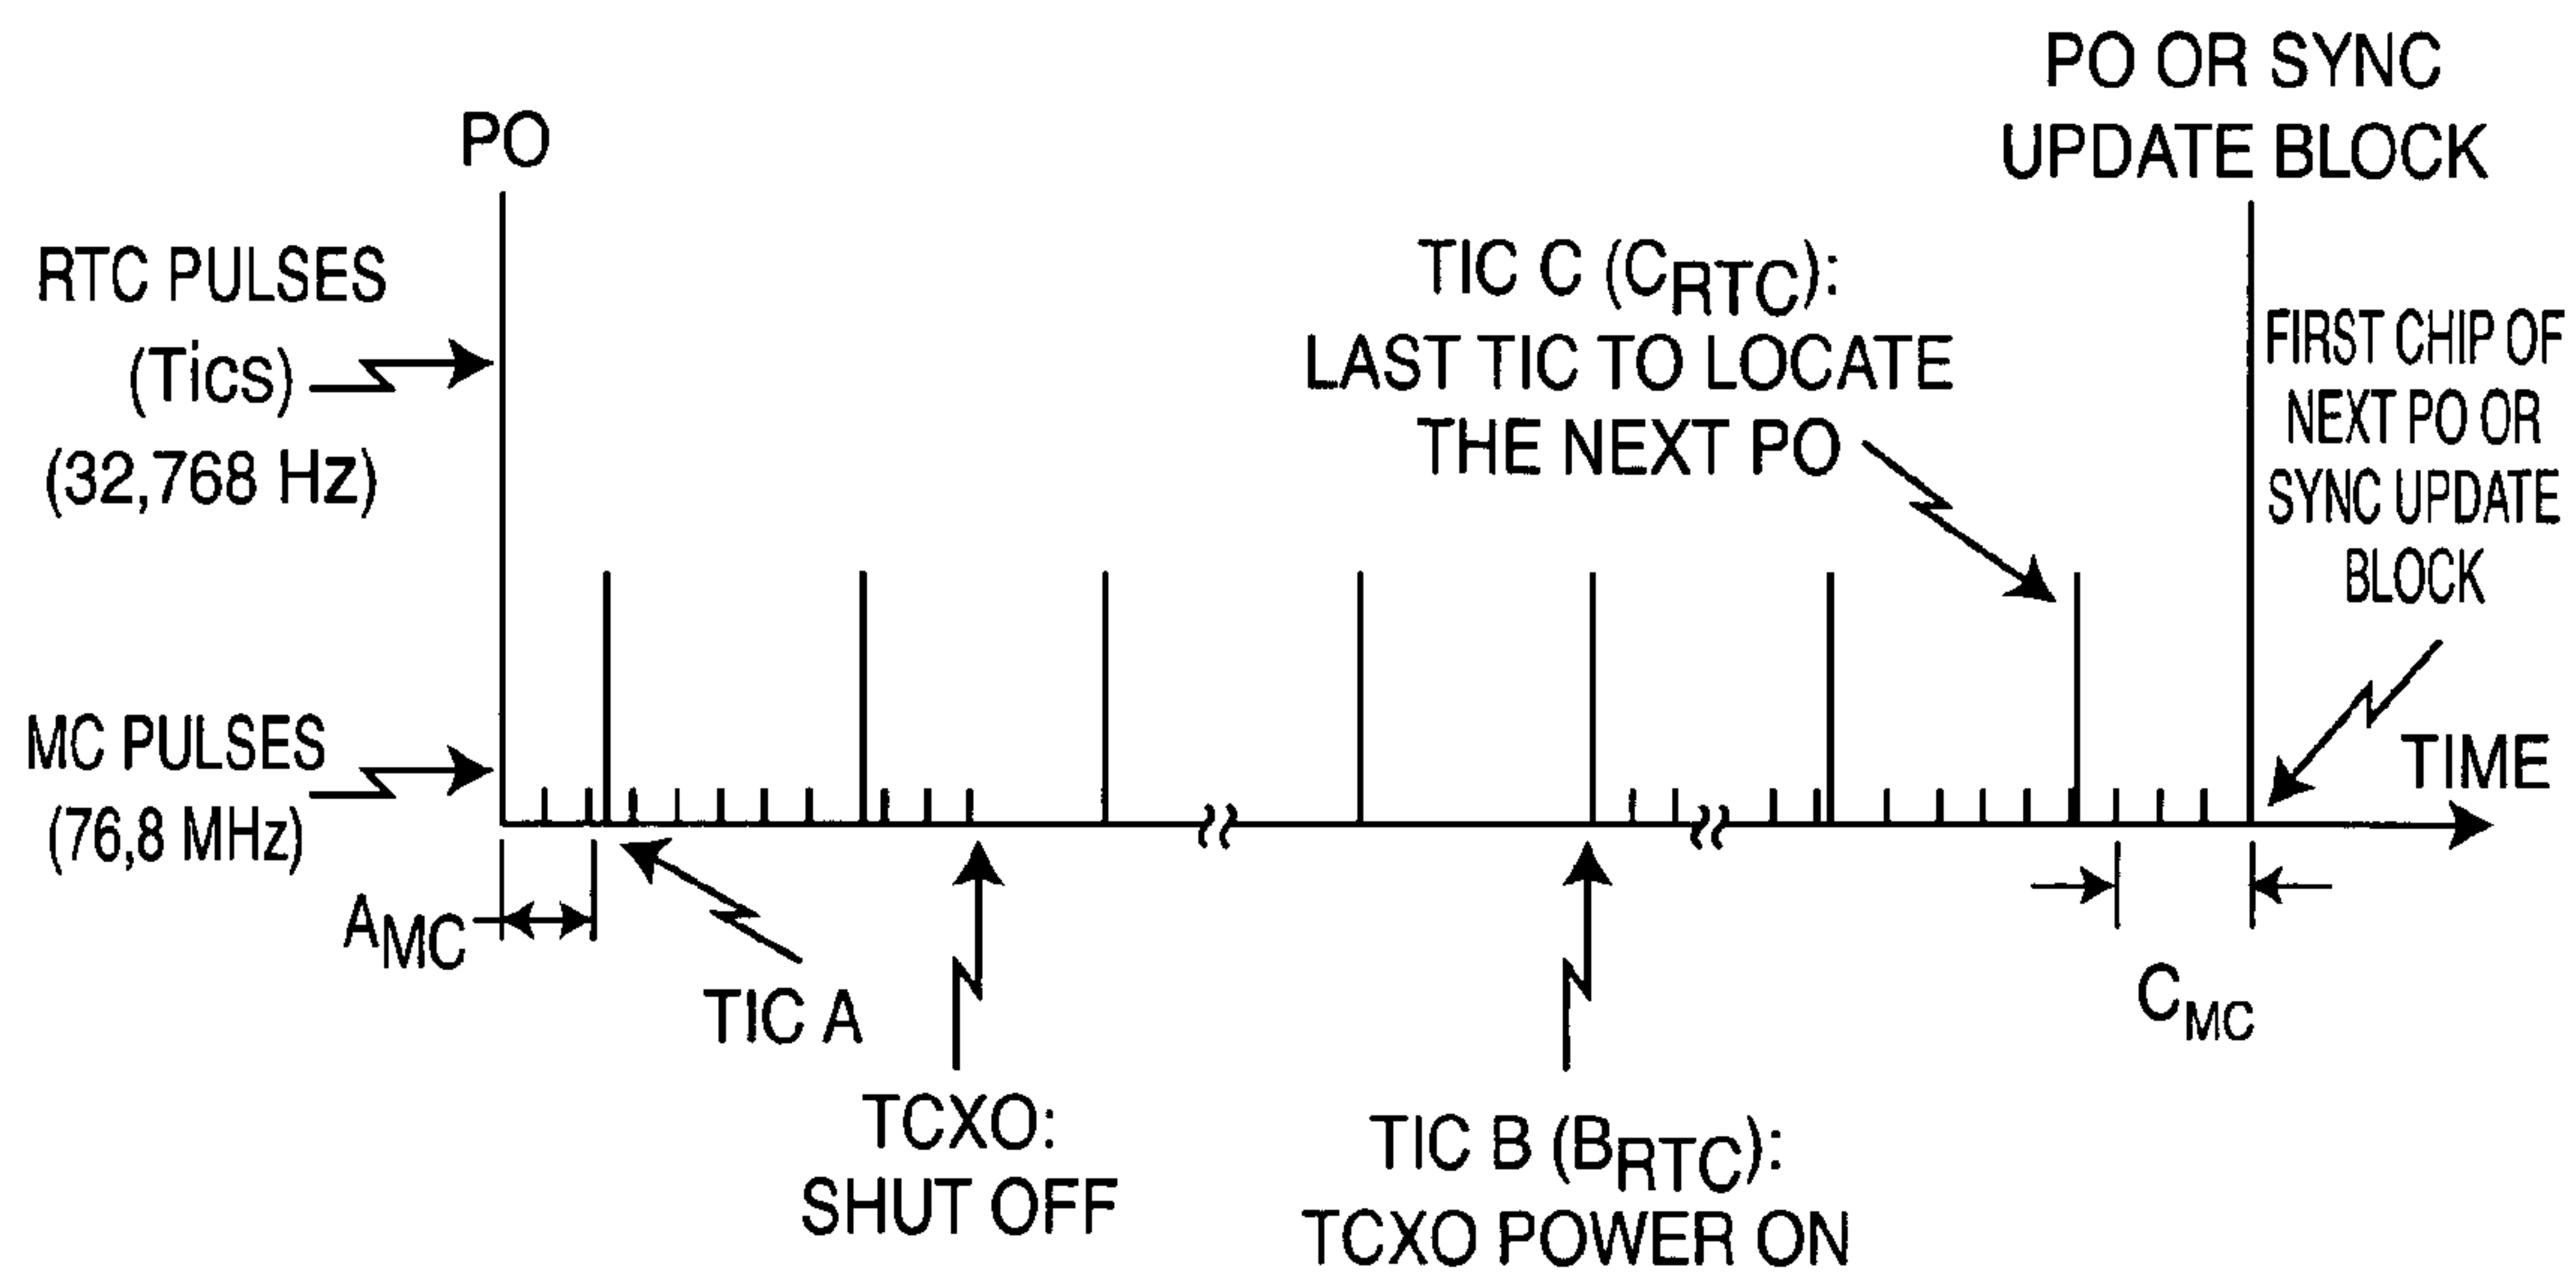 PO
RTC PULSES
(Tics)
(32,768 Hz)
MC PULSES
(76,8 MHz)
AMC
TIC A
TCXO:
SHUT OFF
TIC B (BRTC):
TCXO POWER ON
TIC C (CRTC):
LAST TIC TO LOCATE
THE NEXT PO
PO OR SYNC
UPDATE BLOCK
FIRST CHIP OF
NEXT PO OR
SYNC UPDATE
BLOCK
TIME
CMC